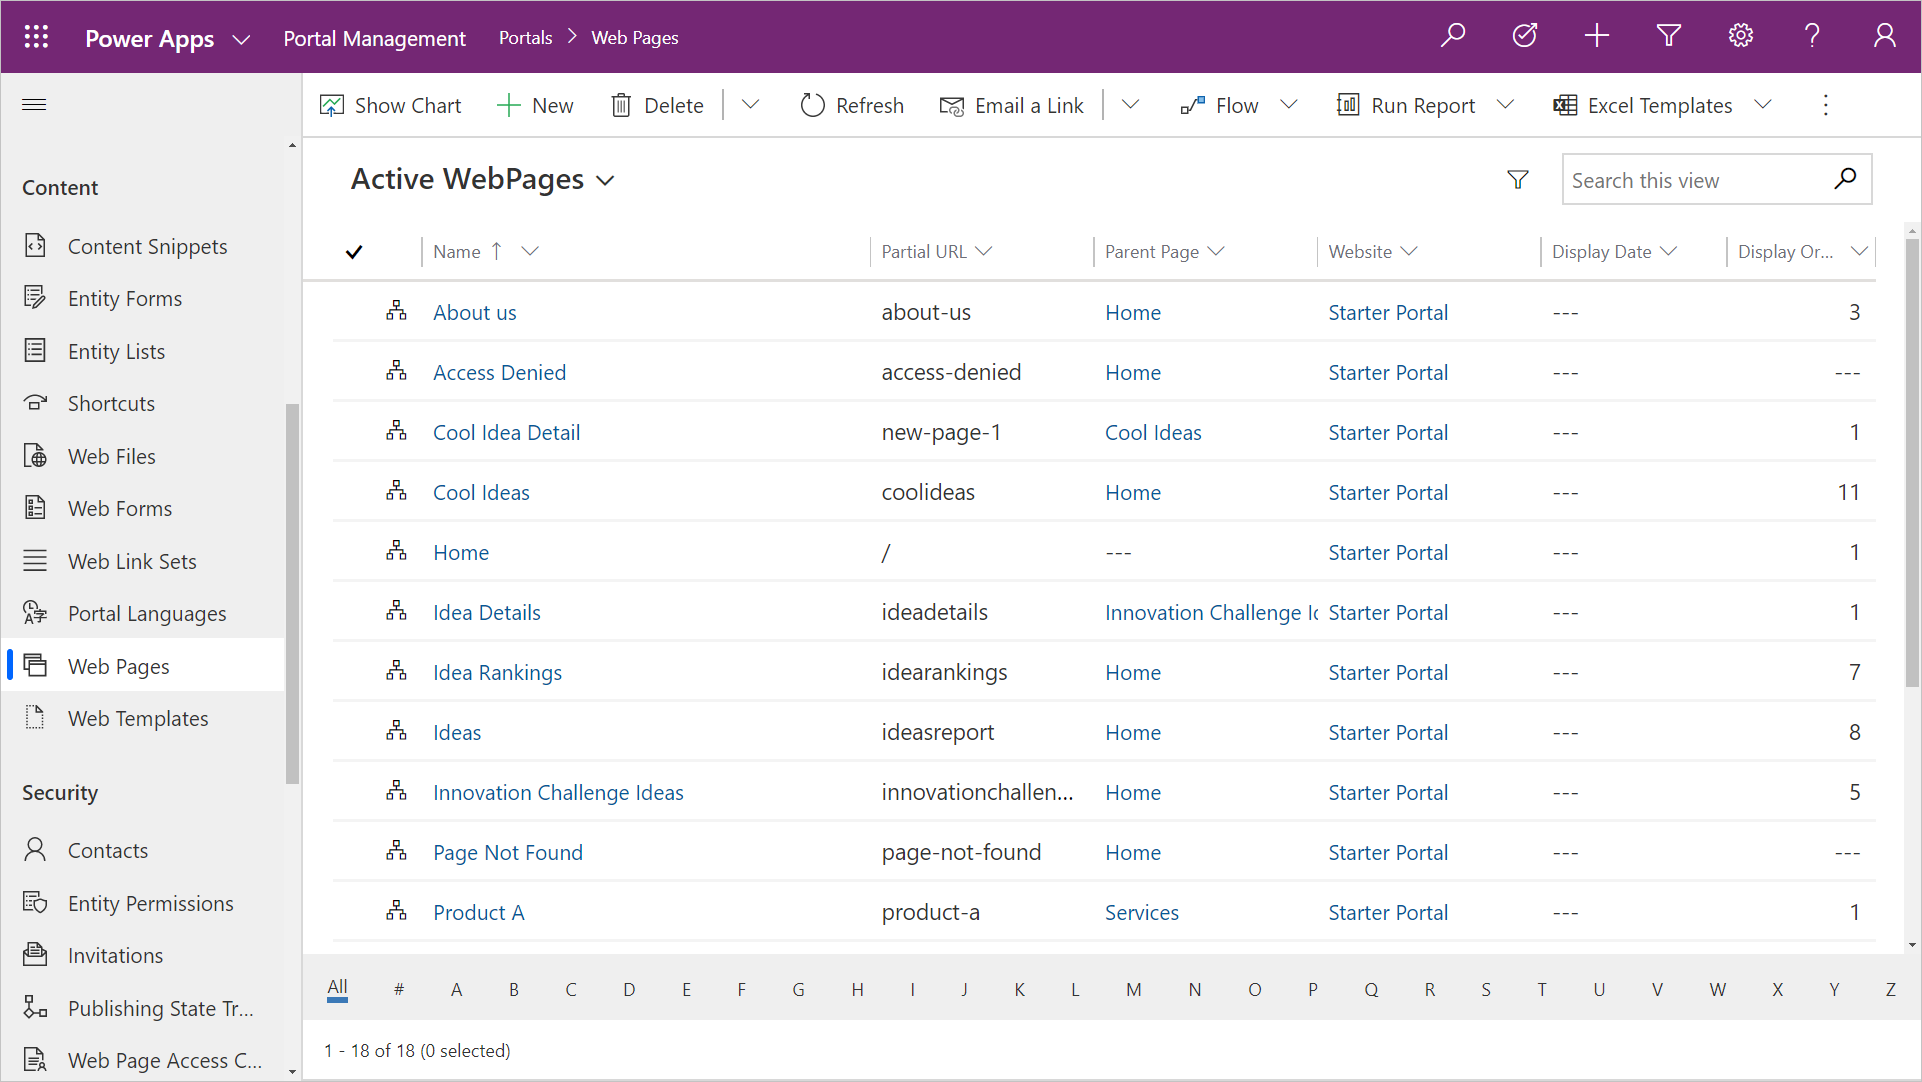 Power Apps Portal Management Portals Web Pages
Show Chart New Delete Refresh Email a Link Flow Run Report Excel Templates
Content
Content Snippets
Entity Forms
Entity Lists
Shortcuts
Web Files
Web Forms
Web Link Sets
Portal Languages
Web Pages
Web Templates
Security
Contacts
Entity Permissions
Invitations
Publishing State Tr...
Web Page Access C...
Active WebPages
Search this view
Name Partial URL Parent Page Website Display Date Display Or...
About us about-us Home Starter Portal --- 3
Access Denied access-denied Home Starter Portal --- ---
Cool Idea Detail new-page-1 Cool Ideas Starter Portal --- 1
Cool Ideas coolideas Home Starter Portal --- 11
Home / --- Starter Portal --- 1
Idea Details ideadetails Innovation Challenge Starter Portal --- 1
Idea Rankings idearankings Home Starter Portal --- 7
Ideas ideasreport Home Starter Portal --- 8
Innovation Challenge Ideas innovationchallen... Home Starter Portal --- 5
Page Not Found page-not-found Home Starter Portal --- ---
Product A product-a Services Starter Portal --- 1
All # A B C D E F G H I J K L M N O P Q R S T U V W X Y Z
1 - 18 of 18 (0 selected)